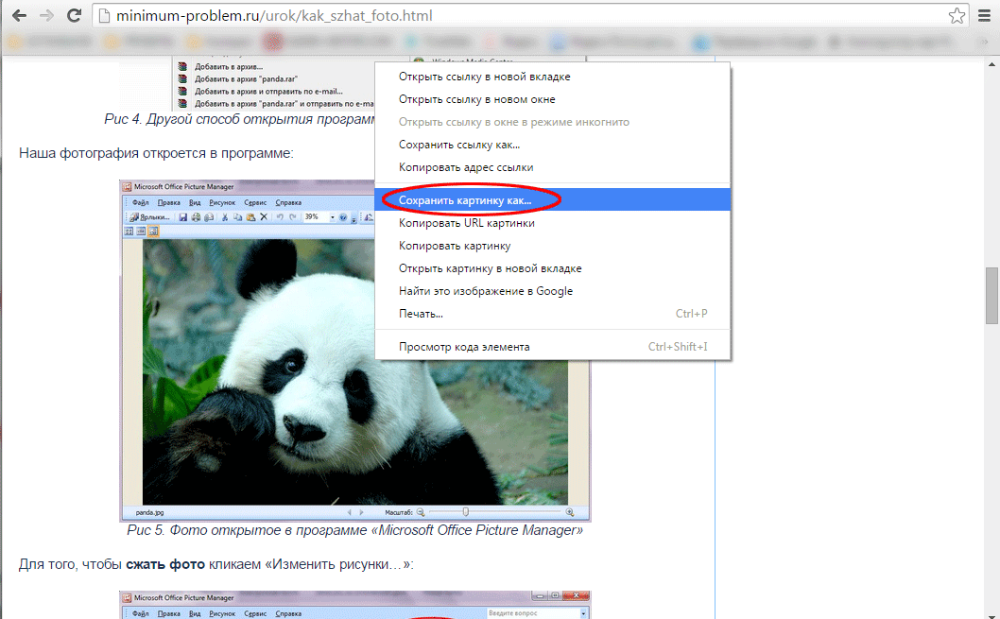 minimum-problem.ru/urok/kak_szhat_foto.html
Windows Media Center
Добавить в архив...
Добавить в архив "panda.rar"
Добавить в архив и отправить по e-mail...
Добавить в архив "panda.rar" и отправить по e-ma
Рис 4. Другой способ открытия програм
Наша фотография откроется в программе:
Открыть ссылку в новой вкладке
Открыть ссылку в новом окне
Открыть ссылку в окне в режиме инкогнито
Сохранить ссылку как...
Копировать адрес ссылки
Сохранить картинку как...
Копировать URL картинки
Копировать картинку
Открыть картинку в новой вкладке
Найти это изображение в Google
Печать... Ctrl+P
Просмотр кода элемента Ctrl+Shift+I
Microsoft Office Picture Manager
Файл Правка Вид Рисунок Сервис Справка
Ярлыки... 39%
panda.jpg Масштаб:
Рис 5. Фото открытое в программе «Microsoft Office Picture Manager»
Для того, чтобы сжать фото кликаем «Изменить рисунки…»:
Microsoft Office Picture Manager
Файл Правка Вид Рисунок Сервис Справка Введите вопрос